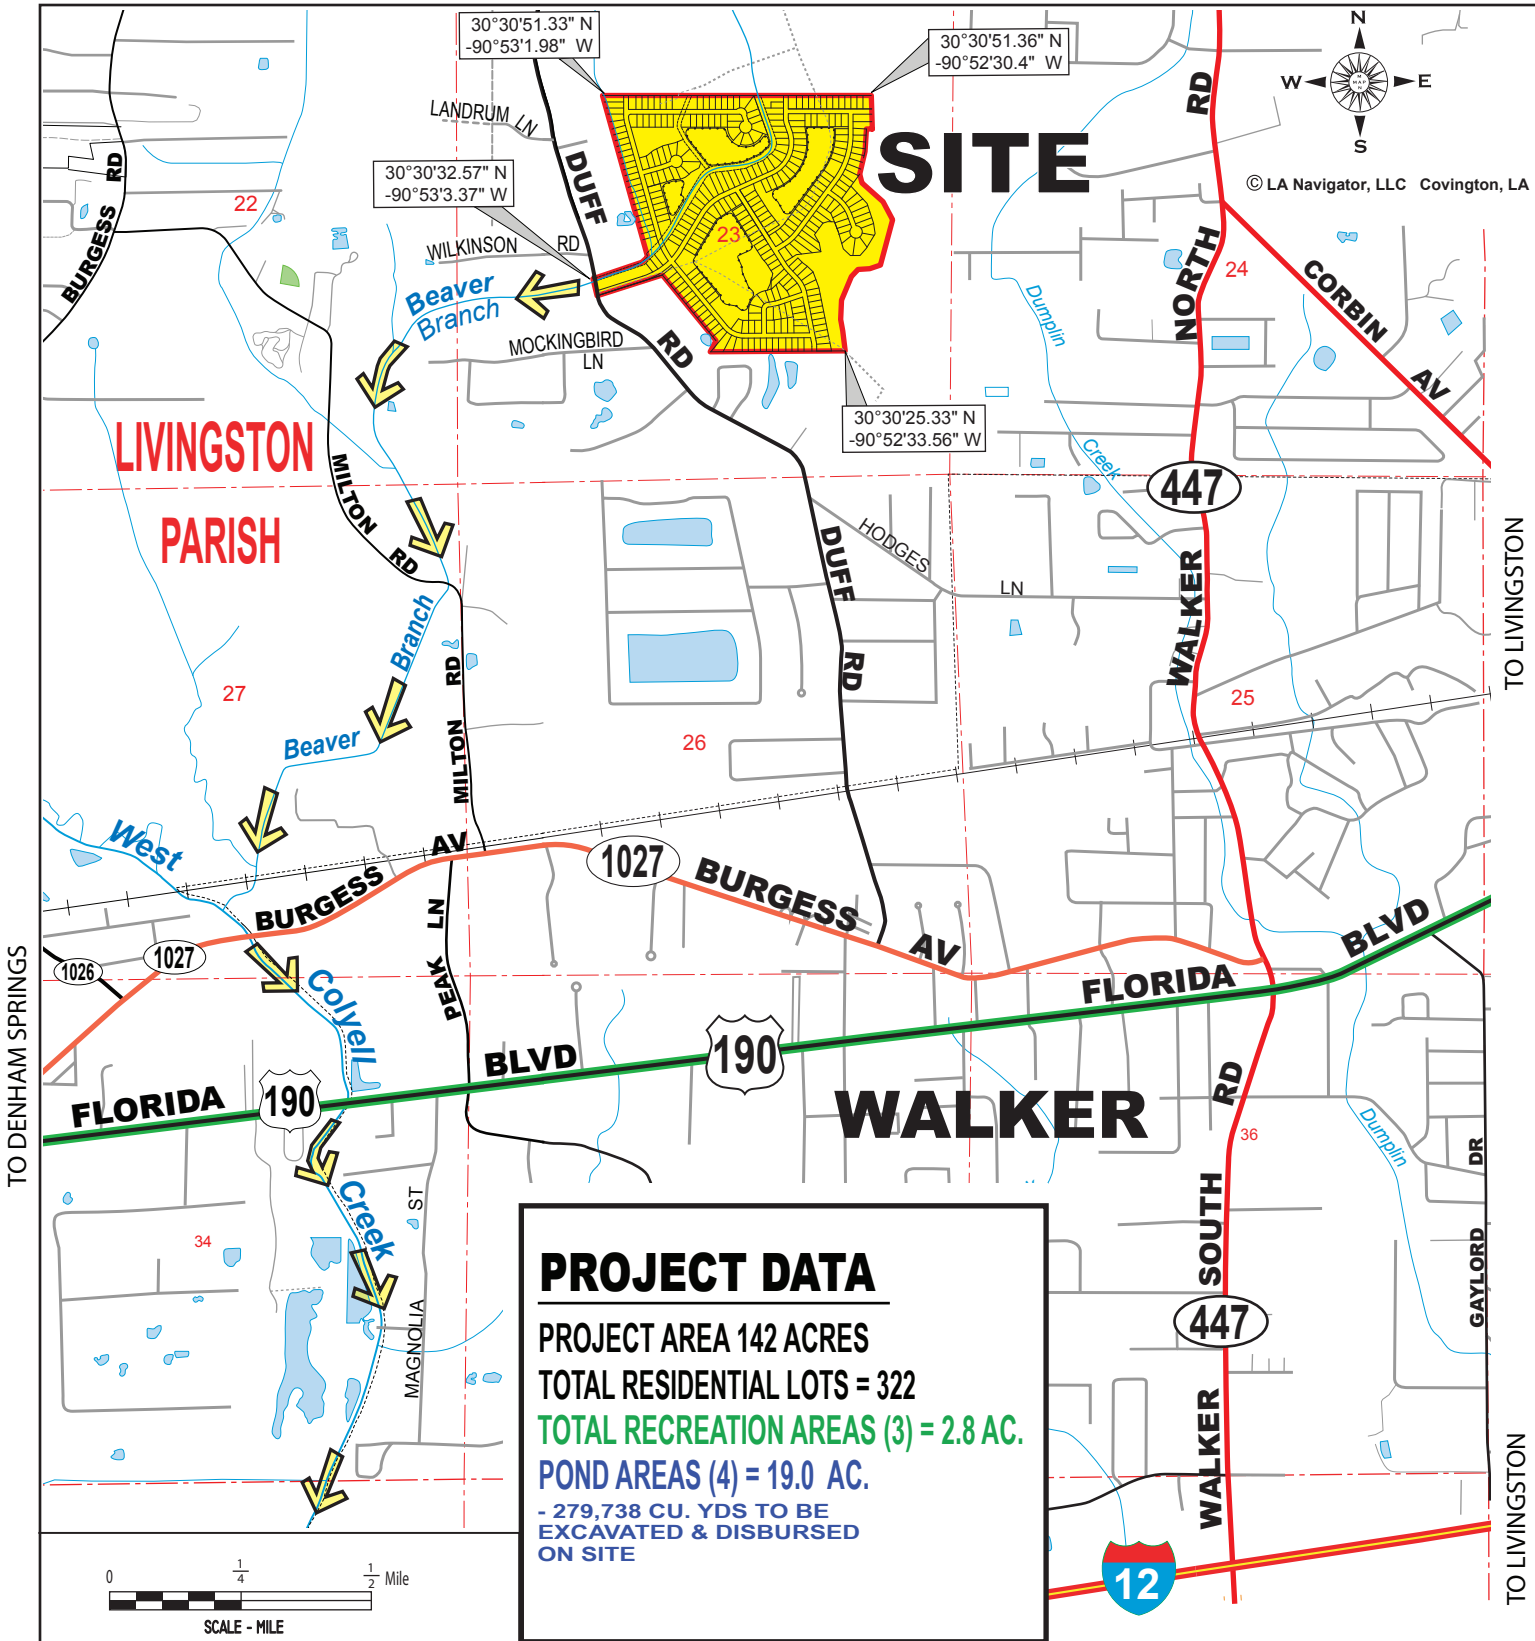 30°30'51.33" N
-90°53'1.98" W
30°30'51.36" N
-90°52'30.4" W
N
W
E
S
© LA Navigator, LLC Covington, LA
LANDRUM LN
30°30'32.57" N
-90°53'3.37" W
SITE
BURGESS RD
DUFF RD
22
23
24
WILKINSON RD
Beaver
Branch
MOCKINGBIRD
LN
30°30'25.33" N
-90°52'33.56" W
Dumplin
Creek
NORTH
WALKER
RD
CORBIN AV
447
LIVINGSTON
PARISH
MILTON RD
HODGES LN
DUFF RD
TO LIVINGSTON
27
26
25
Beaver Branch
MILTON RD
West
Colyell
Creek
BURGESS AV
1027
BURGESS AV
1026
1027
PEAK LN
TO DENHAM SPRINGS
FLORIDA
190
BLVD
190
FLORIDA
BLVD
WALKER
Dumplin
34
36
MAGNOLIA ST
WALKER SOUTH RD
447
GAYLORD DR
TO LIVINGSTON
12
PROJECT DATA
PROJECT AREA 142 ACRES
TOTAL RESIDENTIAL LOTS = 322
TOTAL RECREATION AREAS (3) = 2.8 AC.
POND AREAS (4) = 19.0 AC.
- 279,738 CU. YDS TO BE
EXCAVATED & DISBURSED
ON SITE
0 1/4 1/2 Mile
SCALE - MILE